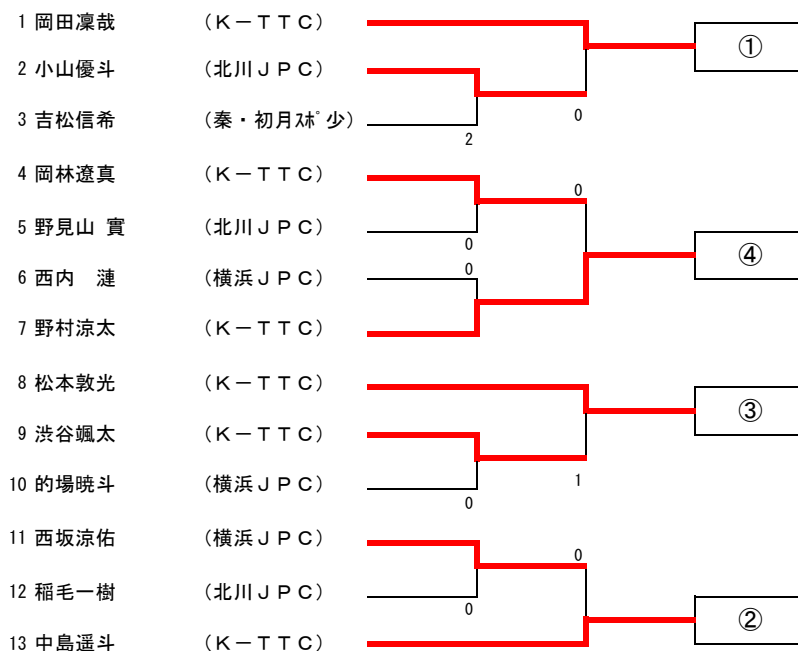 1 岡田凜哉 (K-TTC)
①
2 小山優斗 (北川JPC)
3 吉松信希 (秦・初月ｽﾎﾟ少)
0
2
4 岡林遼真 (K-TTC)
0
5 野見山 實 (北川JPC)
0
④
6 西内　漣 (横浜JPC)
0
7 野村涼太 (K-TTC)
8 松本敦光 (K-TTC)
③
9 渋谷颯太 (K-TTC)
10 的場暁斗 (横浜JPC)
1
0
11 西坂涼佑 (横浜JPC)
0
12 稲毛一樹 (北川JPC)
0
②
13 中島遥斗 (K-TTC)